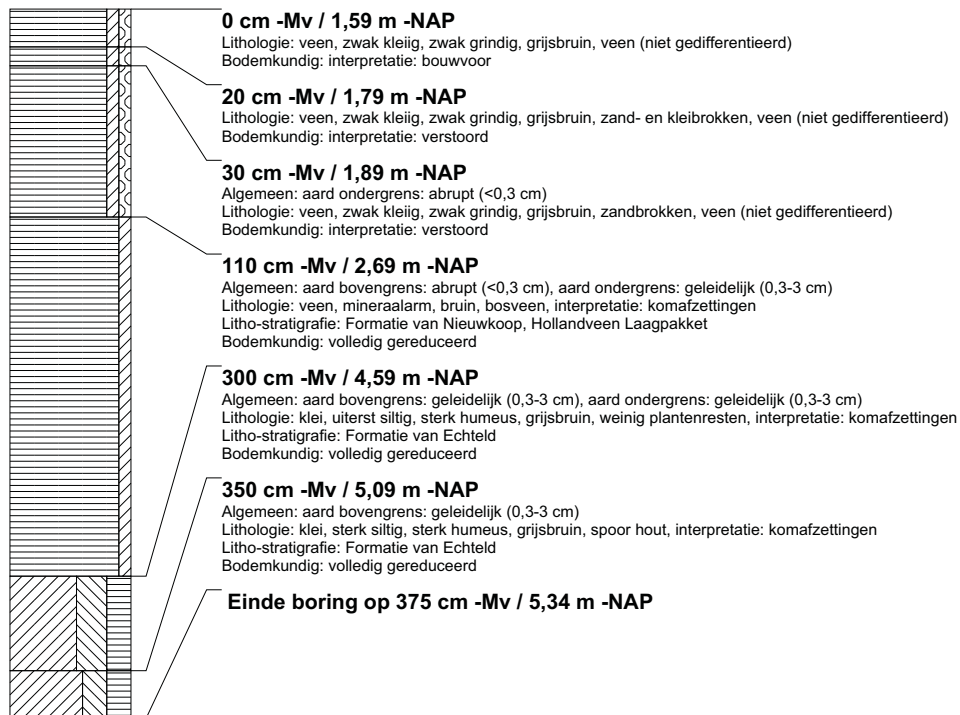 0 cm -Mv / 1,59 m -NAP
Lithologie: veen, zwak kleiig, zwak grindig, grijsbruin, veen (niet gedifferentieerd)
Bodemkundig: interpretatie: bouwvoor
20 cm -Mv / 1,79 m -NAP
Lithologie: veen, zwak kleiig, zwak grindig, grijsbruin, zand- en kleibrokken, veen (niet gedifferentieerd)
Bodemkundig: interpretatie: verstoord
30 cm -Mv / 1,89 m -NAP
Algemeen: aard ondergrens: abrupt (<0,3 cm)
Lithologie: veen, zwak kleiig, zwak grindig, grijsbruin, zandbrokken, veen (niet gedifferentieerd)
Bodemkundig: interpretatie: verstoord
110 cm -Mv / 2,69 m -NAP
Algemeen: aard bovengrens: abrupt (<0,3 cm), aard ondergrens: geleidelijk (0,3-3 cm)
Lithologie: veen, mineraalarm, bruin, bosveen, interpretatie: komafzettingen
Litho-stratigrafie: Formatie van Nieuwkoop, Hollandveen Laagpakket
Bodemkundig: volledig gereduceerd
300 cm -Mv / 4,59 m -NAP
Algemeen: aard bovengrens: geleidelijk (0,3-3 cm), aard ondergrens: geleidelijk (0,3-3 cm)
Lithologie: klei, uiterst siltig, sterk humeus, grijsbruin, weinig plantenresten, interpretatie: komafzettingen
Litho-stratigrafie: Formatie van Echteld
Bodemkundig: volledig gereduceerd
350 cm -Mv / 5,09 m -NAP
Algemeen: aard bovengrens: geleidelijk (0,3-3 cm)
Lithologie: klei, sterk siltig, sterk humeus, grijsbruin, spoor hout, interpretatie: komafzettingen
Litho-stratigrafie: Formatie van Echteld
Bodemkundig: volledig gereduceerd
Einde boring op 375 cm -Mv / 5,34 m -NAP